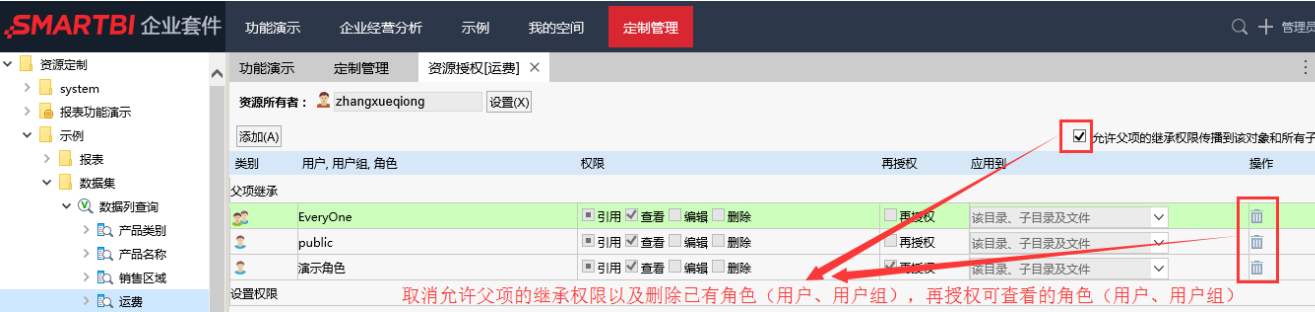 SMARTBI 企业套件 功能演示 企业经营分析 示例 我的空间 定制管理 管理员
资源定制
system
报表功能演示
示例
报表
数据集
数据列查询
产品类别
产品名称
销售区域
运费
功能演示 定制管理 资源授权[运费]
资源所有者： zhangxueqiong 设置(X)
添加(A) 允许父项的继承权限传播到该对象和所有子
类别 用户, 用户组, 角色 权限 再授权 应用到 操作
父项继承
EveryOne 引用 查看 编辑 删除 再授权 该目录、子目录及文件
public 引用 查看 编辑 删除 再授权 该目录、子目录及文件
演示角色 引用 查看 编辑 删除 再授权 该目录、子目录及文件
设置权限
取消允许父项的继承权限以及删除已有角色（用户、用户组），再授权可查看的角色（用户、用户组）